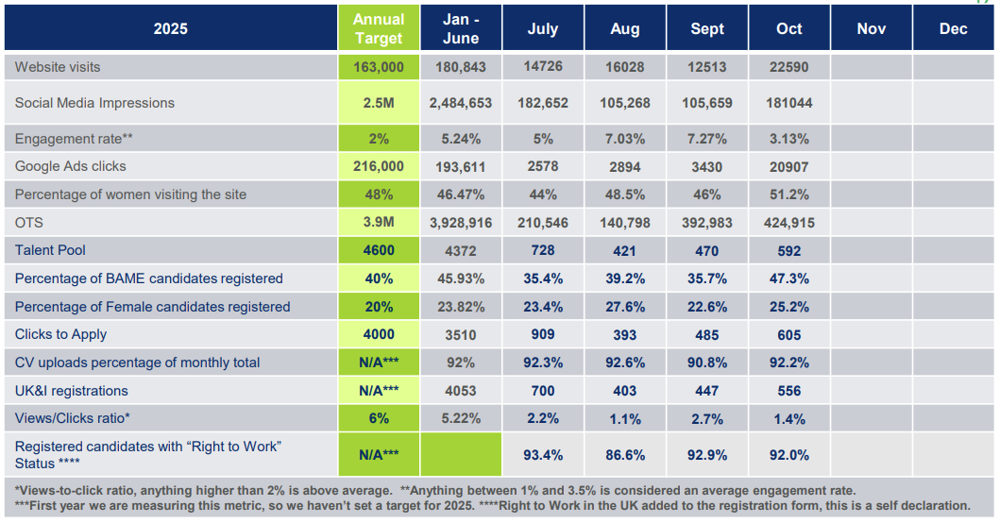 2025 Annual Target Jan - June July Aug Sept Oct Nov Dec
Website visits 163,000 180,843 14726 16028 12513 22590
Social Media Impressions 2.5M 2,484,653 182,652 105,268 105,659 181044
Engagement rate** 2% 5.24% 5% 7.03% 7.27% 3.13%
Google Ads clicks 216,000 193,611 2578 2894 3430 20907
Percentage of women visiting the site 48% 46.47% 44% 48.5% 46% 51.2%
OTS 3.9M 3,928,916 210,546 140,798 392,983 424,915
Talent Pool 4600 4372 728 421 470 592
Percentage of BAME candidates registered 40% 45.93% 35.4% 39.2% 35.7% 47.3%
Percentage of Female candidates registered 20% 23.82% 23.4% 27.6% 22.6% 25.2%
Clicks to Apply 4000 3510 909 393 485 605
CV uploads percentage of monthly total N/A*** 92% 92.3% 92.6% 90.8% 92.2%
UK&I registrations N/A*** 4053 700 403 447 556
Views/Clicks ratio* 6% 5.22% 2.2% 1.1% 2.7% 1.4%
Registered candidates with “Right to Work”
Status **** N/A*** 93.4% 86.6% 92.9% 92.0%
*Views-to-click ratio, anything higher than 2% is above average. **Anything between 1% and 3.5% is considered an average engagement rate.
***First year we are measuring this metric, so we haven’t set a target for 2025. ****Right to Work in the UK added to the registration form, this is a self declaration.